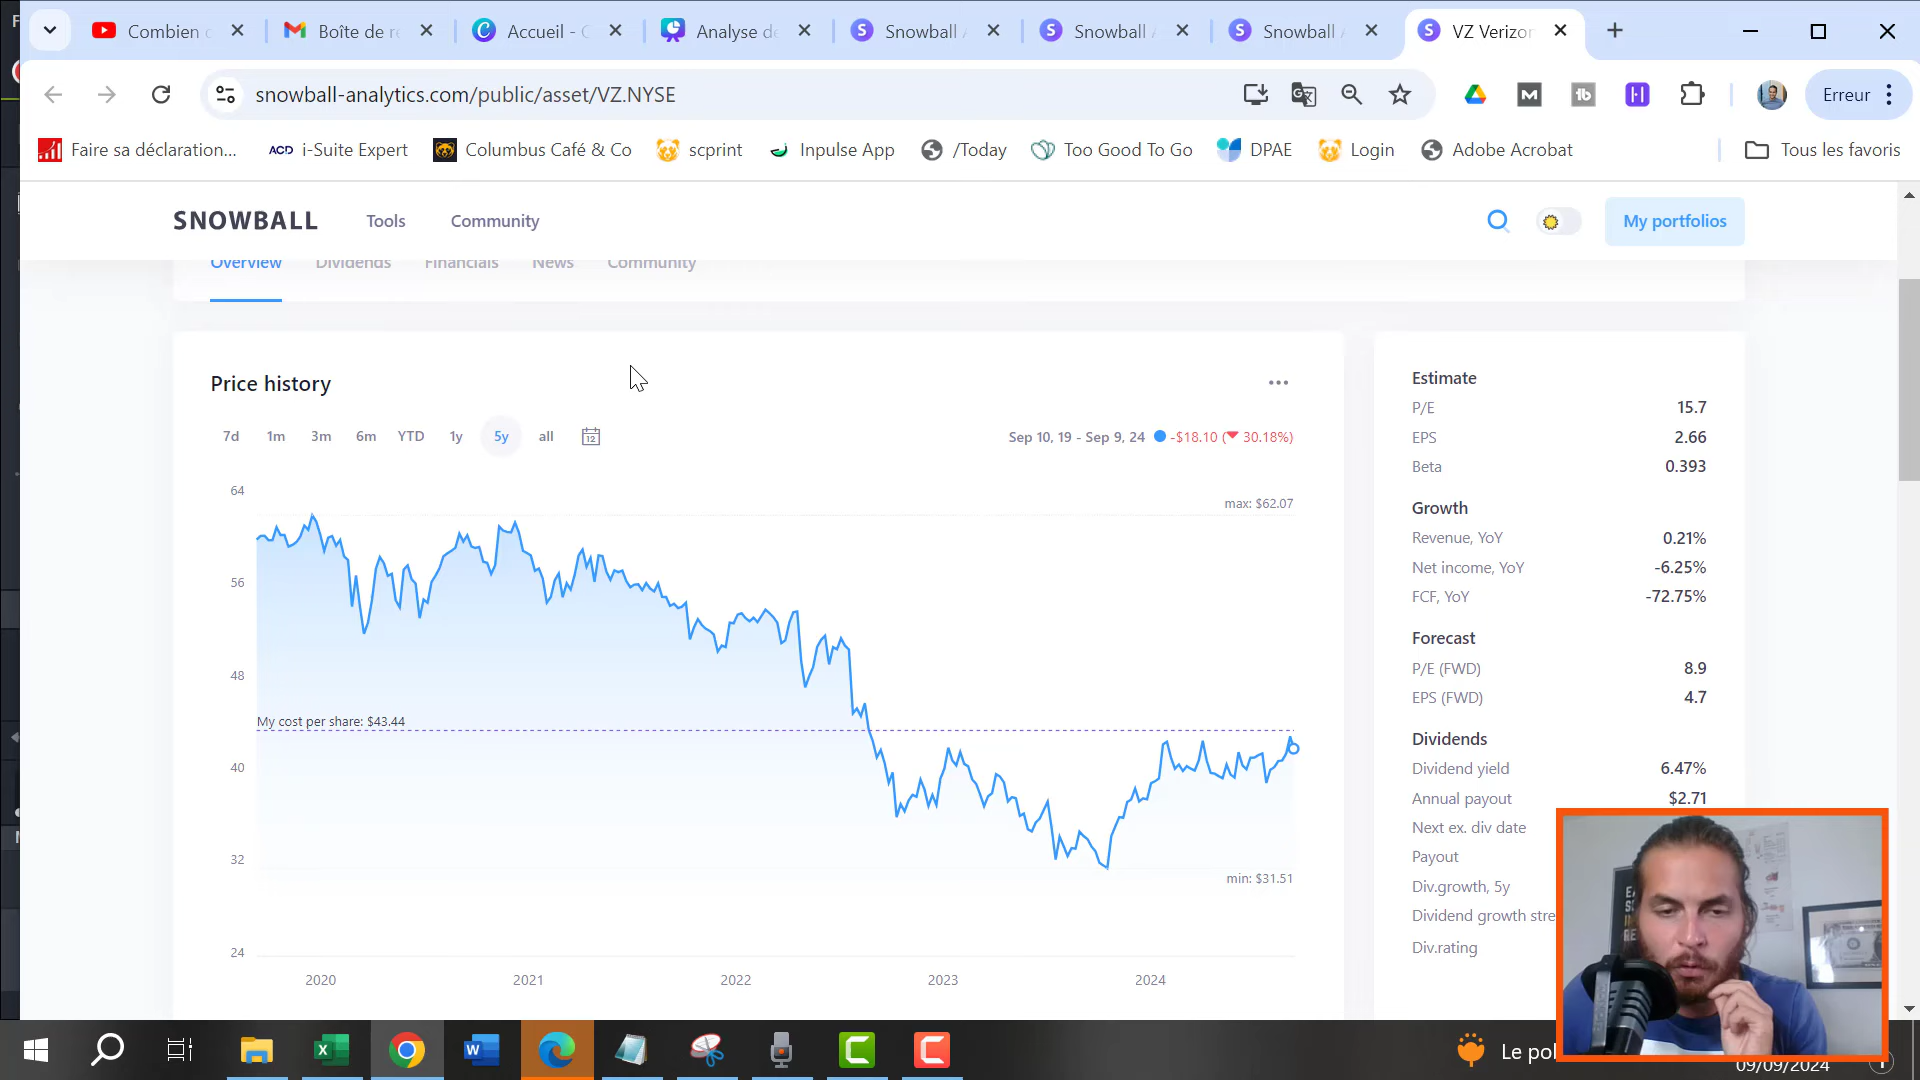 Combien
Boîte de r
Accueil - C
Analyse de
Snowball A
Snowball A
Snowball
VZ Verizon
snowball-analytics.com/public/asset/VZ.NYSE
Erreur
Faire sa déclaration...
ACD i-Suite Expert
Columbus Café & Co
scprint
Inpulse App
/Today
Too Good To Go
DPAE
Login
Adobe Acrobat
Tous les favoris
SNOWBALL
Tools
Community
My portfolios
Overview
Dividends
Financials
News
Community
Price history
7d
1m
3m
6m
YTD
1y
5y
all
12
Sep 10, 19 - Sep 9, 24 -$18.10 (▼ 30.18%)
64
max: $62.07
56
48
My cost per share: $43.44
40
32
min: $31.51
24
2020
2021
2022
2023
2024
Estimate
P/E 15.7
EPS 2.66
Beta 0.393
Growth
Revenue, YoY 0.21%
Net income, YoY -6.25%
FCF, YoY -72.75%
Forecast
P/E (FWD) 8.9
EPS (FWD) 4.7
Dividends
Dividend yield 6.47%
Annual payout $2.71
Next ex. div date
Payout
Div.growth, 5y
Dividend growth stre
Div.rating
Le pol
09/09/2024